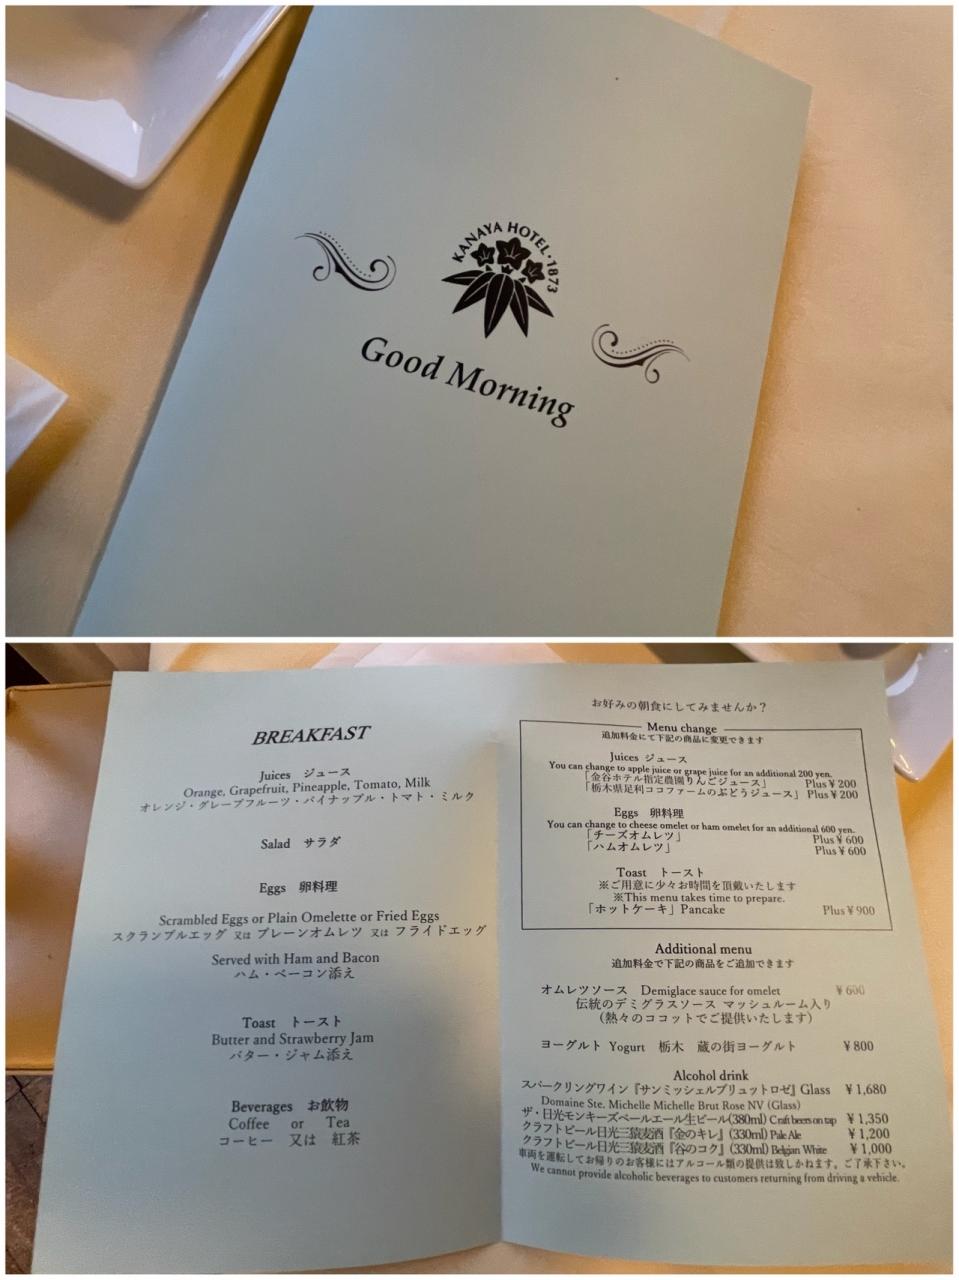 KANAYA HOTEL・1873
Good Morning
BREAKFAST
Juices ジュース
Orange, Grapefruit, Pineapple, Tomato, Milk
オレンジ・グレープフルーツ・パイナップル・トマト・ミルク
Salad サラダ
Eggs 卵料理
Scrambled Eggs or Plain Omelette or Fried Eggs
スクランブルエッグ 又は プレーンオムレツ 又は フライドエッグ
Served with Ham and Bacon
ハム・ベーコン添え
Toast トースト
Butter and Strawberry Jam
バター・ジャム添え
Beverages お飲物
Coffee or Tea
コーヒー 又は 紅茶
お好みの朝食にしてみませんか？
Menu change
追加料金にて下記の商品に変更できます
Juices ジュース
You can change to apple juice or grape juice for an additional 200 yen.
「金谷ホテル指定農園りんごジュース」 Plus￥200
「栃木県足利ココファームのぶどうジュース」 Plus￥200
Eggs 卵料理
You can change to cheese omelet or ham omelet for an additional 600 yen.
「チーズオムレツ」 Plus￥600
「ハムオムレツ」 Plus￥600
Toast トースト
※ご用意に少々お時間を頂戴いたします
※This menu takes time to prepare.
「ホットケーキ」Pancake Plus￥900
Additional menu
追加料金で下記の商品をご追加できます
オムレツソース Demiglace sauce for omelet ￥600
伝統のデミグラスソース マッシュルーム入り
（熱々のココットでご提供いたします）
ヨーグルト Yogurt 栃木 蔵の街ヨーグルト ￥800
Alcohol drink
スパークリングワイン『サンミッシェルブリュットロゼ』Glass ￥1,680
Domaine Ste. Michelle Michelle Brut Rose NV (Glass)
ザ・日光モンキーズペールエール生ビール(380ml) Craft beers on tap ￥1,350
クラフトビール日光三猿麦酒『金のキレ』(330ml) Pale Ale ￥1,200
クラフトビール日光三猿麦酒『谷のコク』(330ml) Belgian White ￥1,000
車両を運転してお帰りのお客様にはアルコール類の提供は致しかねます。ご了承下さい。
We cannot provide alcoholic beverages to customers returning from driving a vehicle.